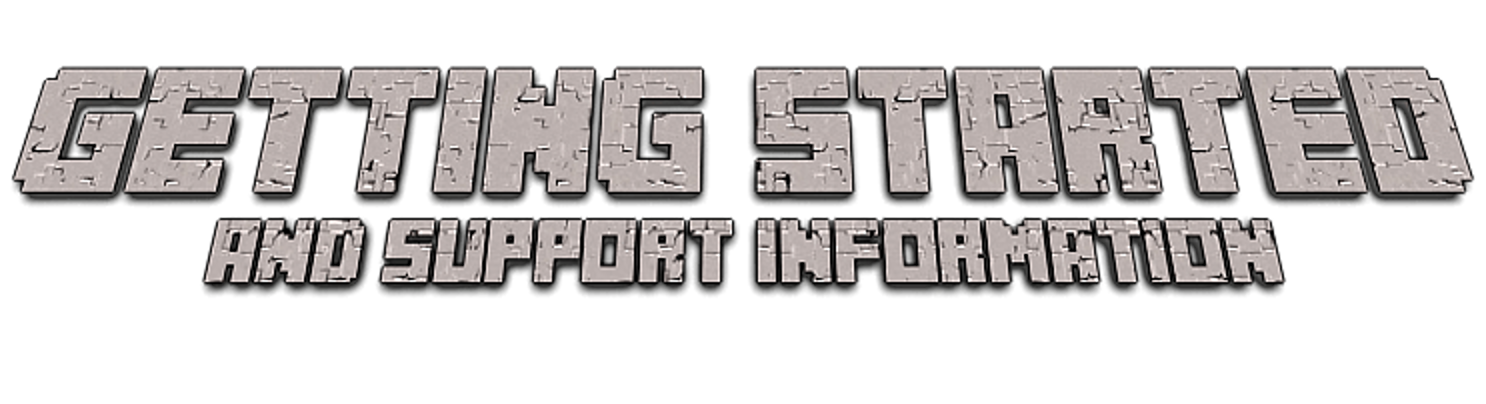 GETTING STARTED
AND SUPPORT INFORMATION